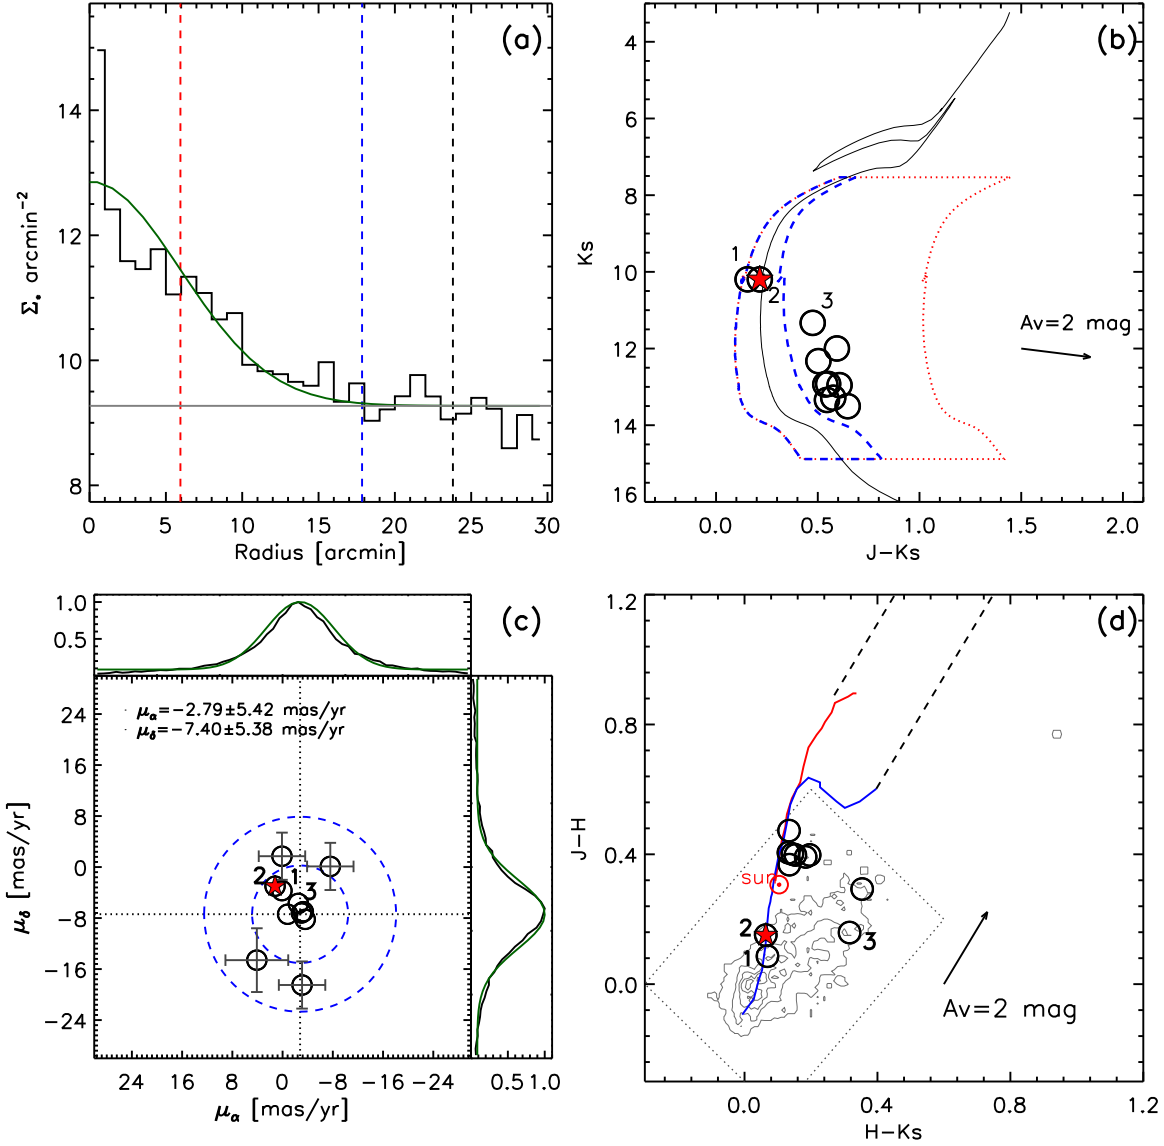 (a)
14
12
10
8
Σ* arcmin⁻²
0 5 10 15 20 25 30
Radius [arcmin]
(b)
4
6
8
10
12
14
16
Ks
1
2
3
Av=2 mag
0.0 0.5 1.0 1.5 2.0
J-Ks
(c)
1.0
0.5
μα=-2.79±5.42 mas/yr
μδ=-7.40±5.38 mas/yr
24
16
8
0
-8
-16
-24
μδ [mas/yr]
2 1 3
24 16 8 0 -8 -16 -24
0.5 1.0
μα [mas/yr]
(d)
1.2
0.8
0.4
0.0
J-H
sun
2
1
3
Av=2 mag
0.0 0.4 0.8 1.2
H-Ks